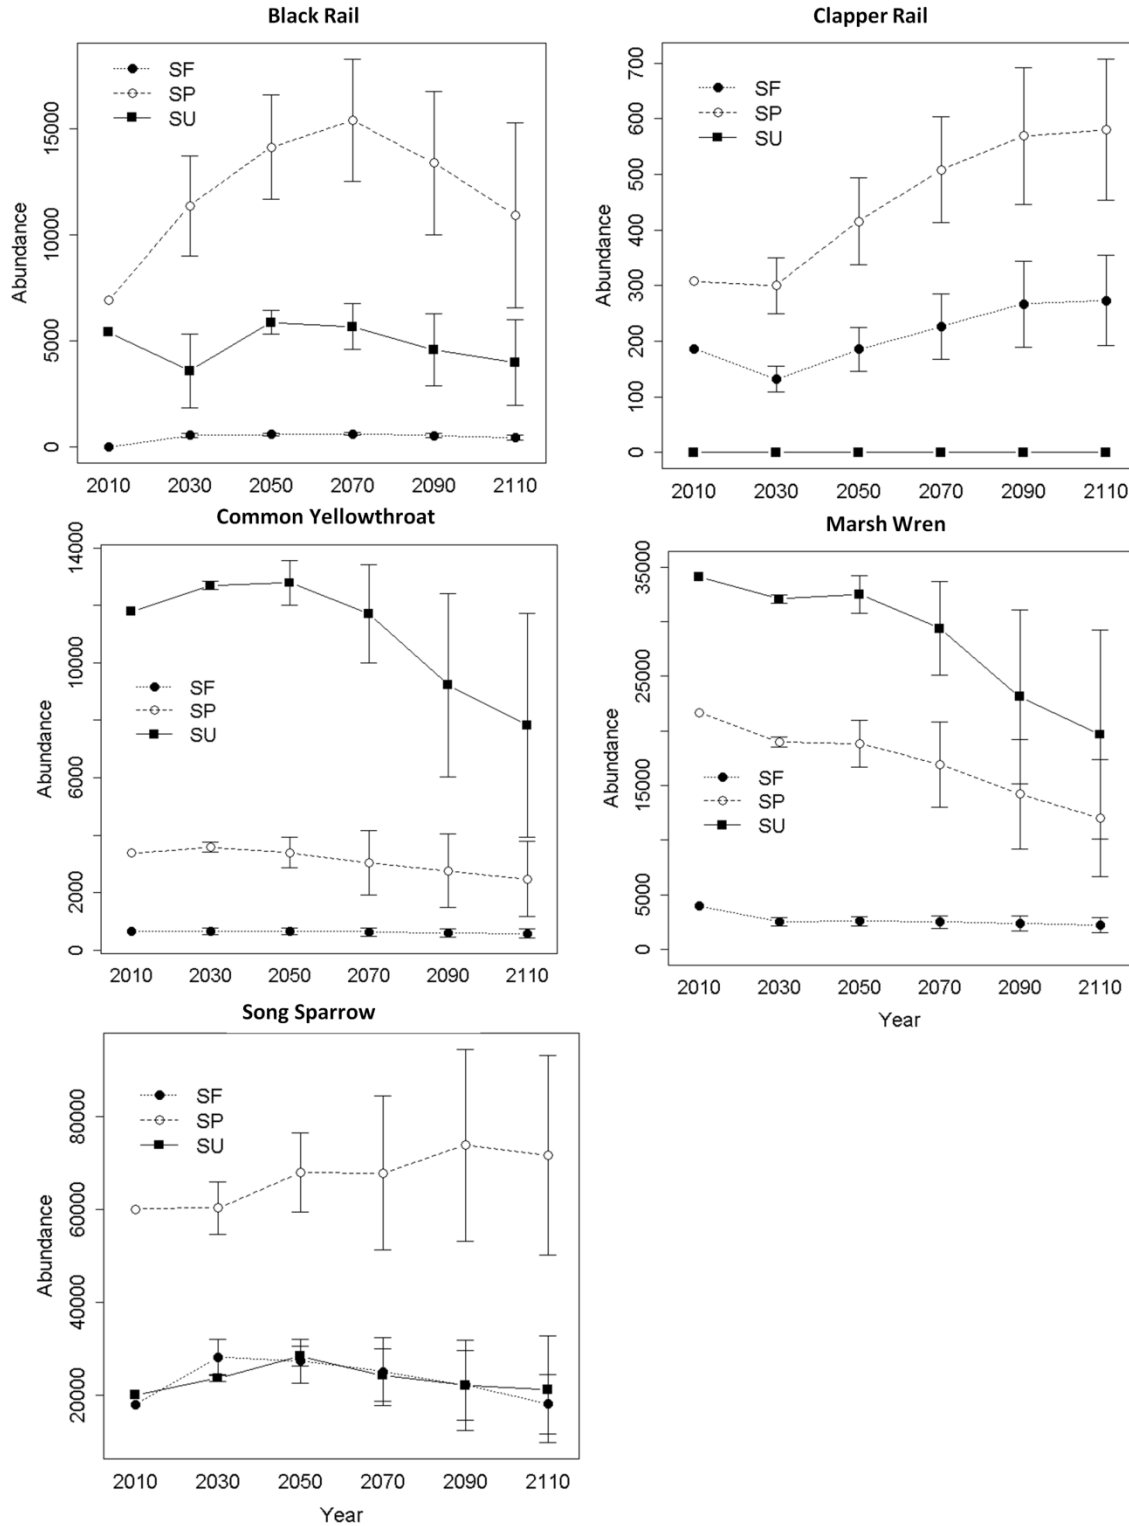 Black Rail
SF
SP
SU
Abundance
15000
10000
5000
0
2010 2030 2050 2070 2090 2110
Clapper Rail
SF
SP
SU
Abundance
700
600
500
400
300
200
100
0
2010 2030 2050 2070 2090 2110
Common Yellowthroat
SF
SP
SU
Abundance
14000
10000
6000
2000
0
2010 2030 2050 2070 2090 2110
Marsh Wren
SF
SP
SU
Abundance
35000
25000
15000
5000
0
2010 2030 2050 2070 2090 2110
Year
Song Sparrow
SF
SP
SU
Abundance
80000
60000
40000
20000
2010 2030 2050 2070 2090 2110
Year